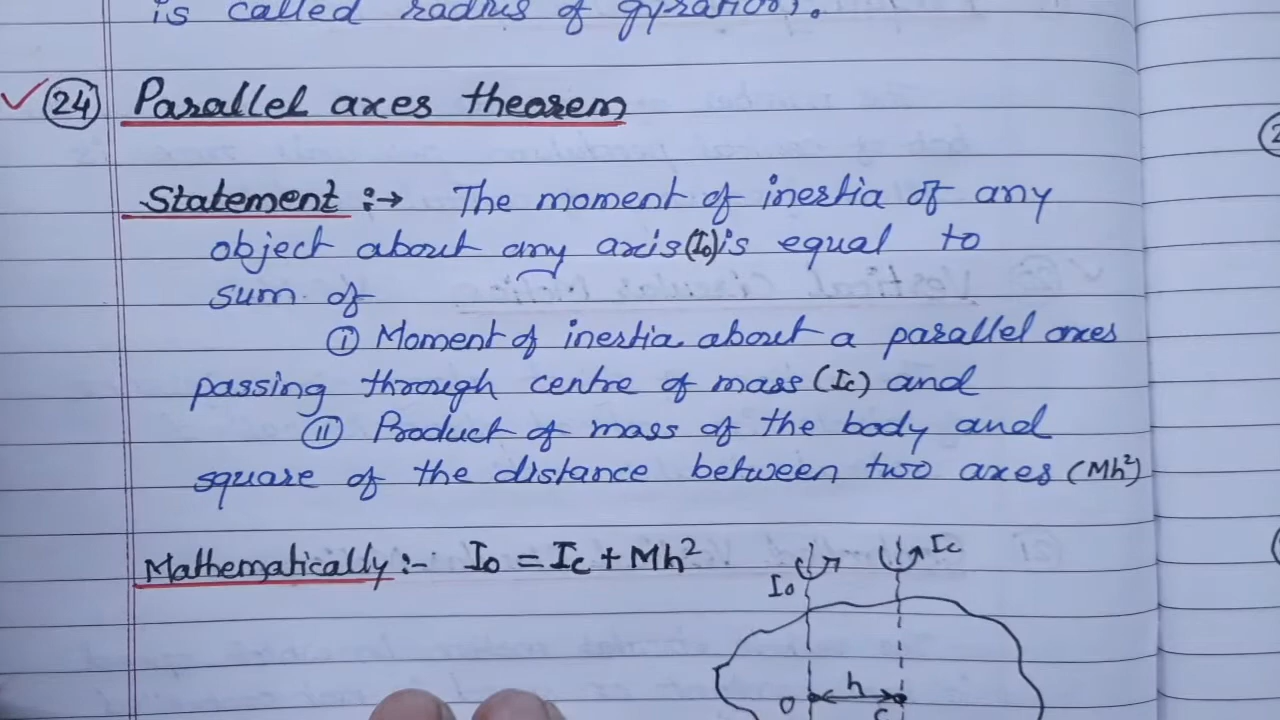 is called radius of gyration.
24 Parallel axes theorem
Statement :→ The moment of inertia of any
object about any axis (Io) is equal to
sum of
(i) Moment of inertia about a parallel axes
passing through centre of mass (Ic) and
(ii) Product of mass of the body and
square of the distance between two axes (Mh²)
Mathematically :- Io = Ic + Mh²
Io
Ic
h
O
C